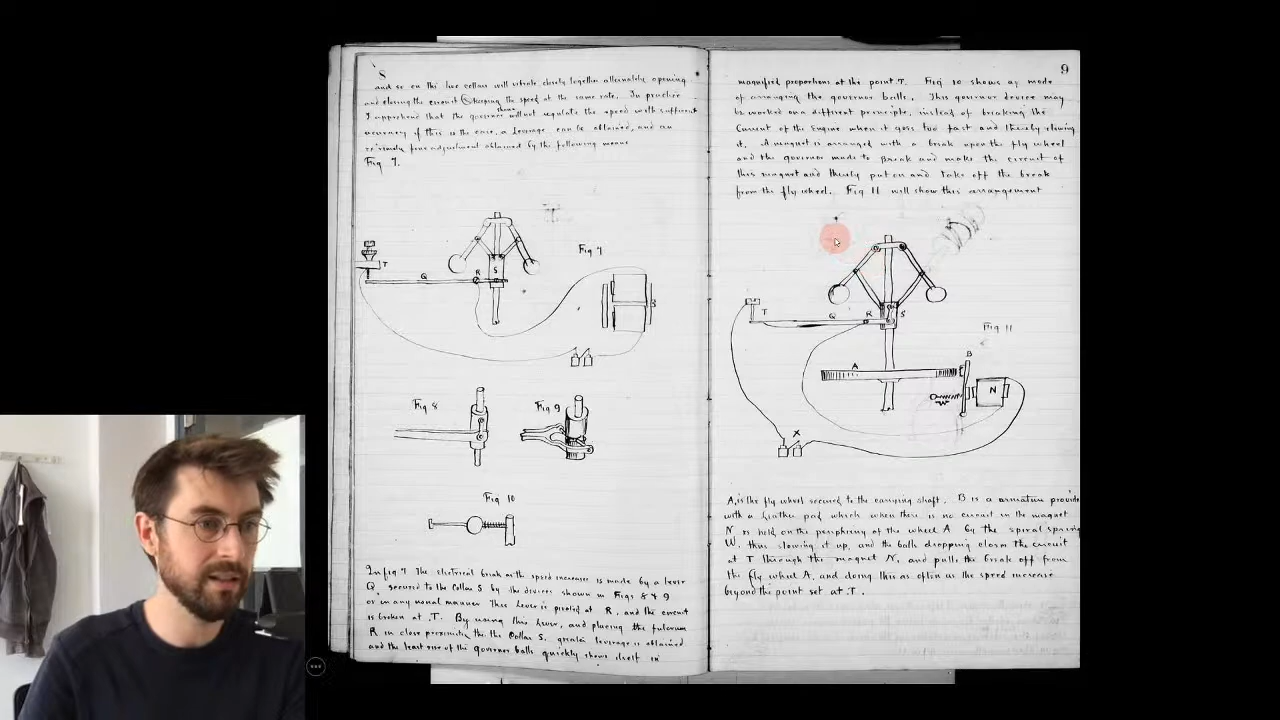 8
and so on the two collars will vibrate closely together alternately opening
and closing the circuit & keeping the speed at the same rate. In practice
I apprehend that the governor shown will not regulate the speed with sufficient
accuracy if this is the case, a leverage can be obtained, and an
extremely fine adjustment obtained by the following means
Fig 7.
Fig 7
T
Q
R
S
Fig 8
Fig 9
Fig 10
In fig 7 The electrical break as the speed increases is made by a lever
Q. secured to the Collar S by the devices shown in Figs 8 & 9
or in any usual manner This lever is pivoted at R, and the circuit
is broken at T. By using this lever, and placing the fulcrum
R in close proximity to the Collar S, greater leverage is obtained
and the least rise of the governor balls quickly shows itself in
9
magnified proportions at the point T. Fig 10 shows a mode
of arranging the governor balls. This governor device may
be worked on a different principle, instead of breaking the
Current of the Engine when it goes too fast and thereby slowing
it. A magnet is arranged with a break upon the fly wheel
and the governor made to Break and make the circuit of
this magnet and thereby put on and take off the break
from the fly wheel. Fig 11 will show this arrangement
T
Q
R
S
Fig 11
A
B
N
W
X
A, is the fly wheel secured to the carrying shaft. B is a armature provide
with a leather pad which when there is no circuit in the magnet
N is held on the periphery of the wheel A by the spiral spring
W, thus slowing it up, and the balls dropping closes the circuit
at T through the magnet N, and pulls the break off from
the fly wheel A, and doing this as often as the speed increase
beyond the point set at T.